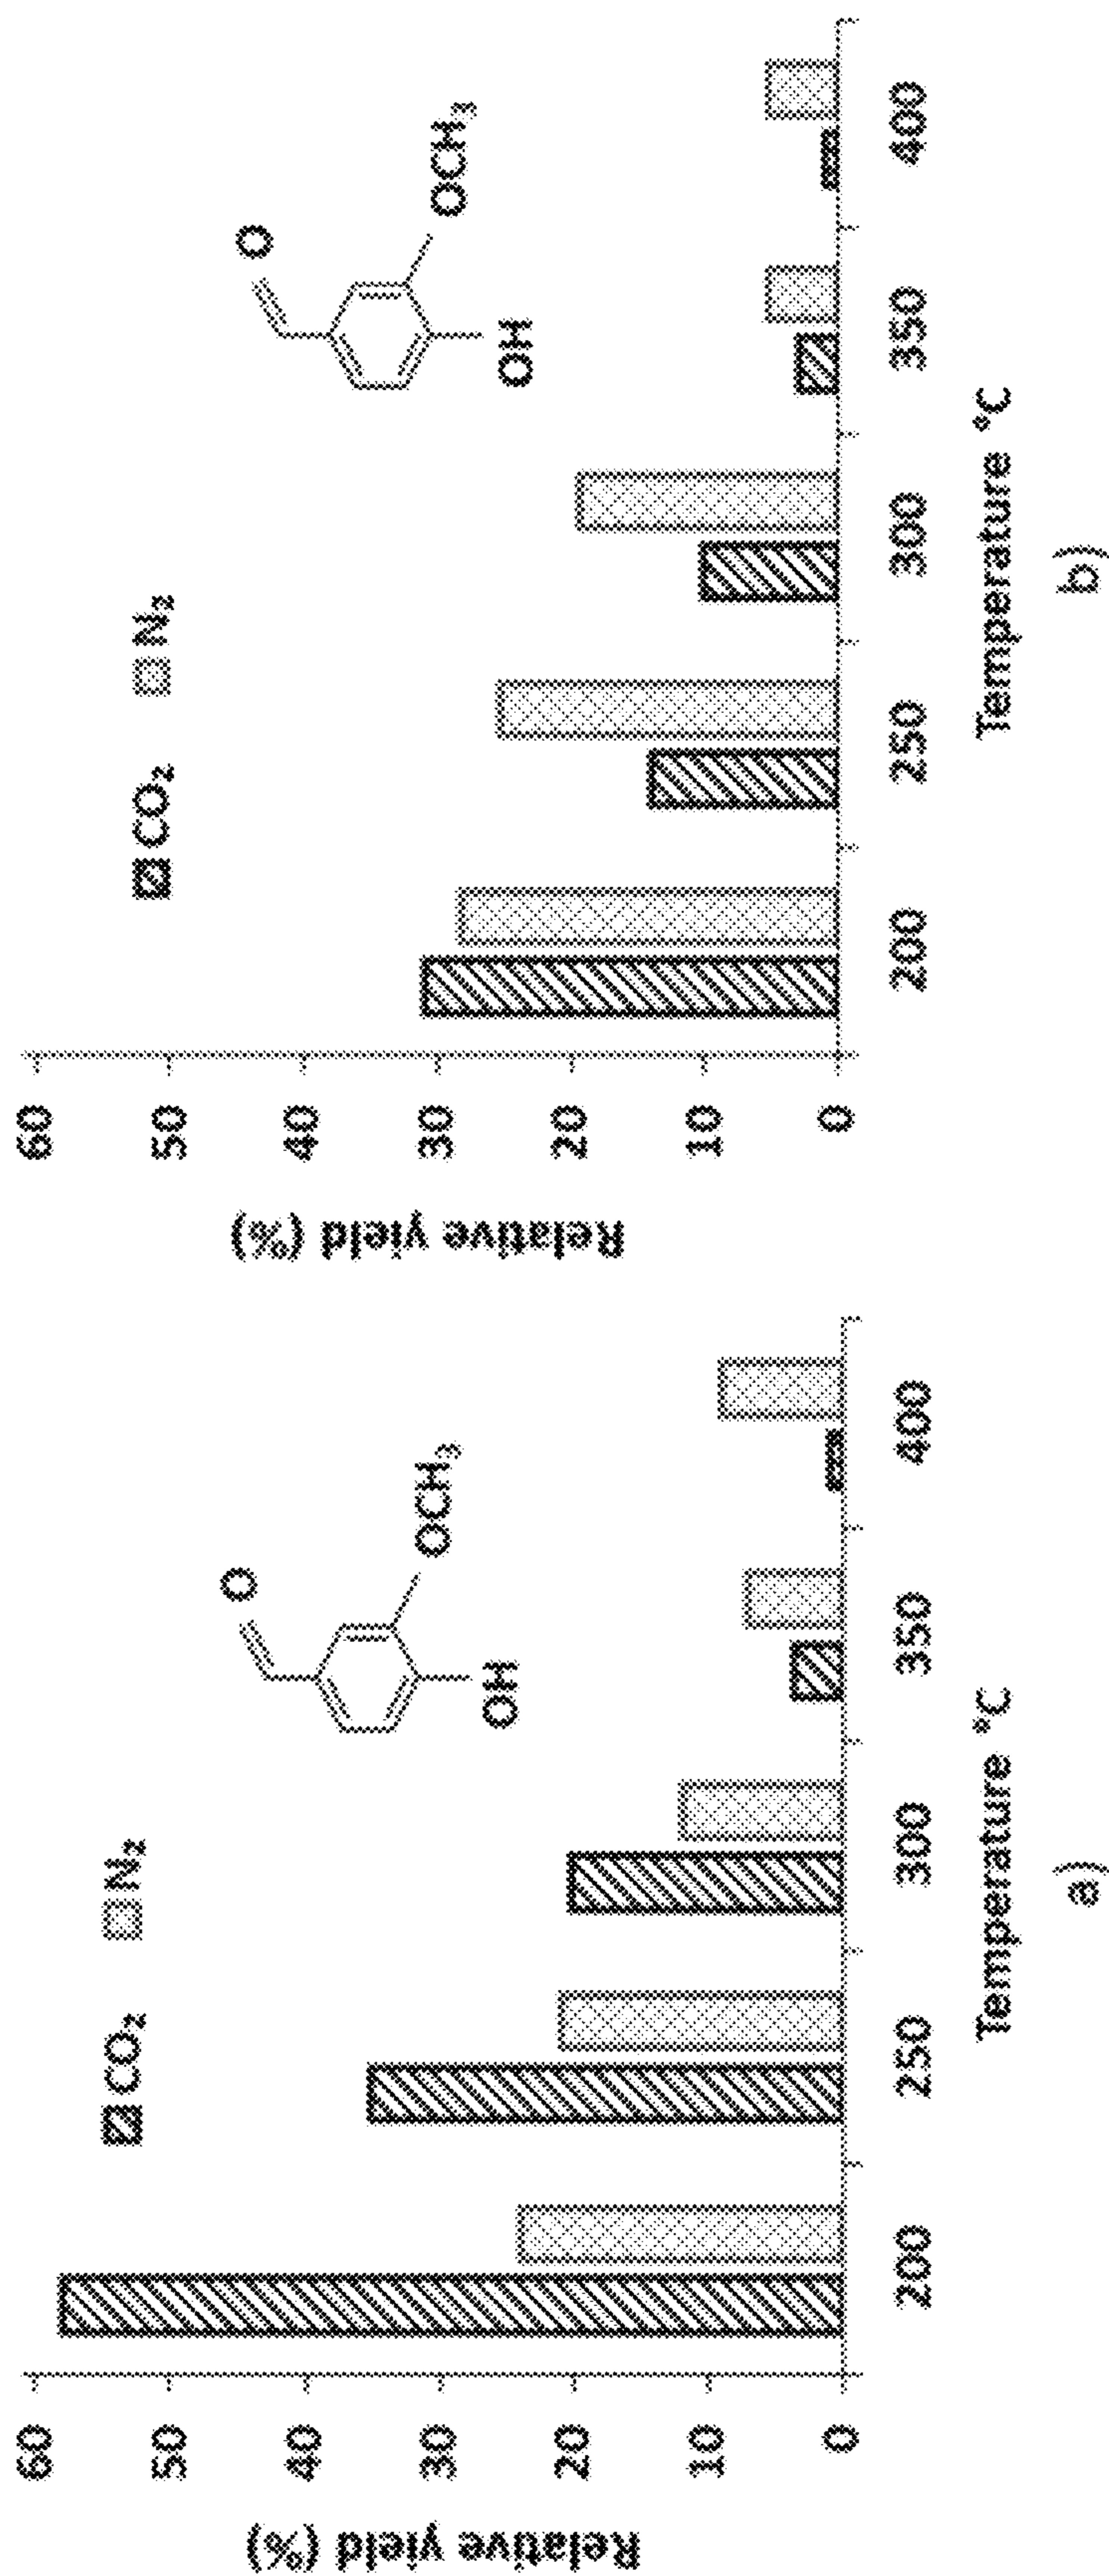 CO₂ N₂
O
OCH₃
OH
Relative yield (%)
60
50
40
30
20
10
0
200 250 300 350 400
Temperature °C
a)
CO₂ N₂
O
OCH₃
OH
Relative yield (%)
60
50
40
30
20
10
0
200 250 300 350 400
Temperature °C
b)